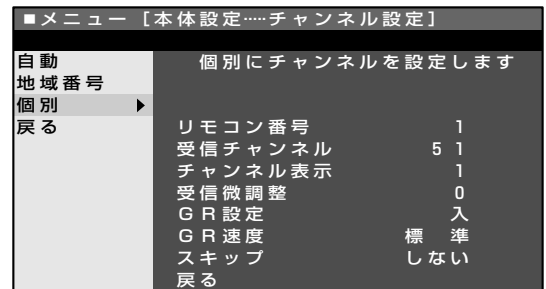 ■メニュー [本体設定……チャンネル設定]
自動
地域番号
個別 ▶
戻る
個別にチャンネルを設定します
リモコン番号 1
受信チャンネル 51
チャンネル表示 1
受信微調整 0
GR設定 入
GR速度 標 準
スキップ しない
戻る